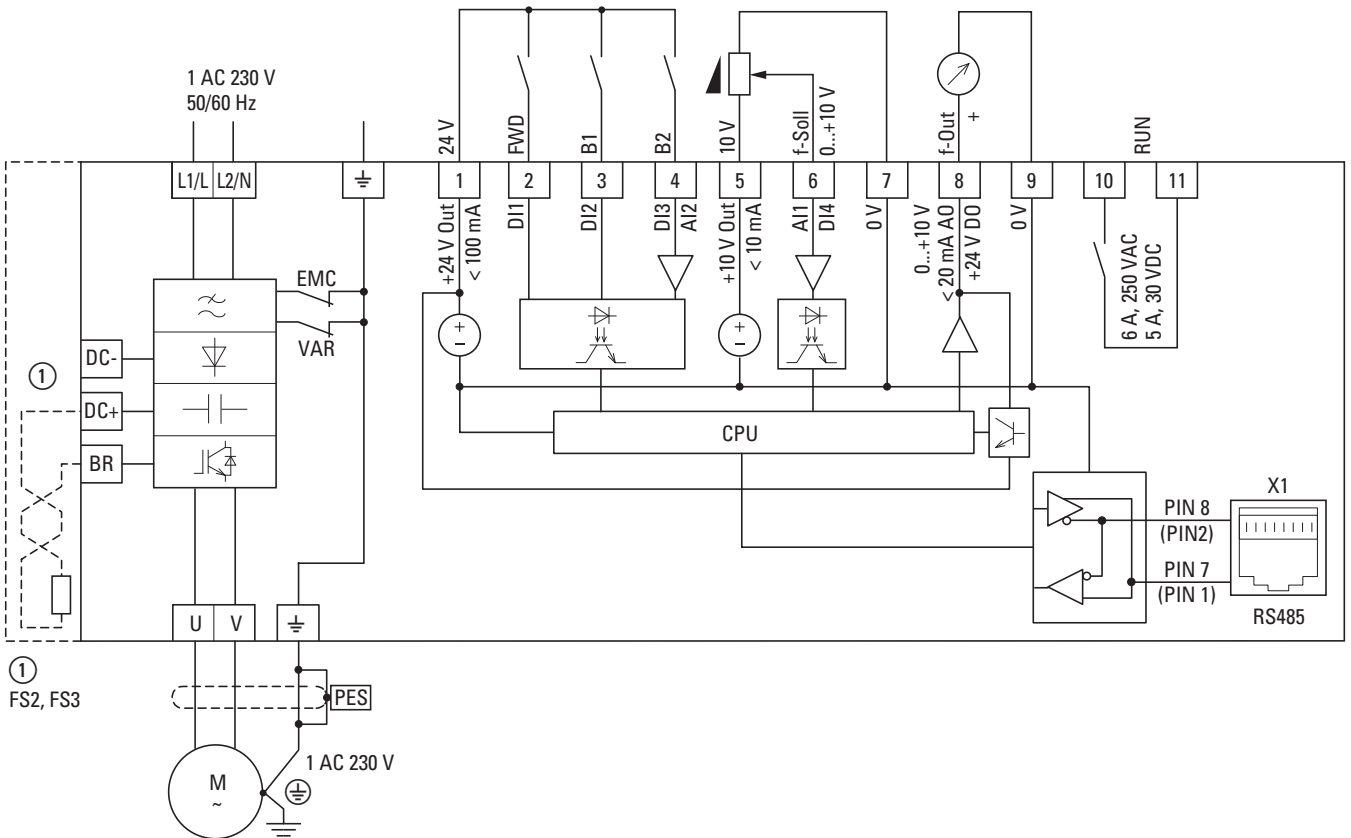 1 AC 230 V
50/60 Hz
24 V
FWD
B1
B2
10 V
f-Soll
0...+10 V
f-Out
+
RUN
L1/L
L2/N
1
2
3
4
5
6
7
8
9
10
11
+24 V Out
< 100 mA
DI1
DI2
DI3
AI2
+10 V Out
< 10 mA
AI1
DI4
0 V
0...+10 V
< 20 mA AO
+24 V DO
0 V
6 A, 250 VAC
5 A, 30 VDC
EMC
VAR
+
−
+
−
DC-
DC+
BR
①
CPU
X1
PIN 8
(PIN2)
PIN 7
(PIN 1)
RS485
U
V
①
FS2, FS3
PES
1 AC 230 V
M
~